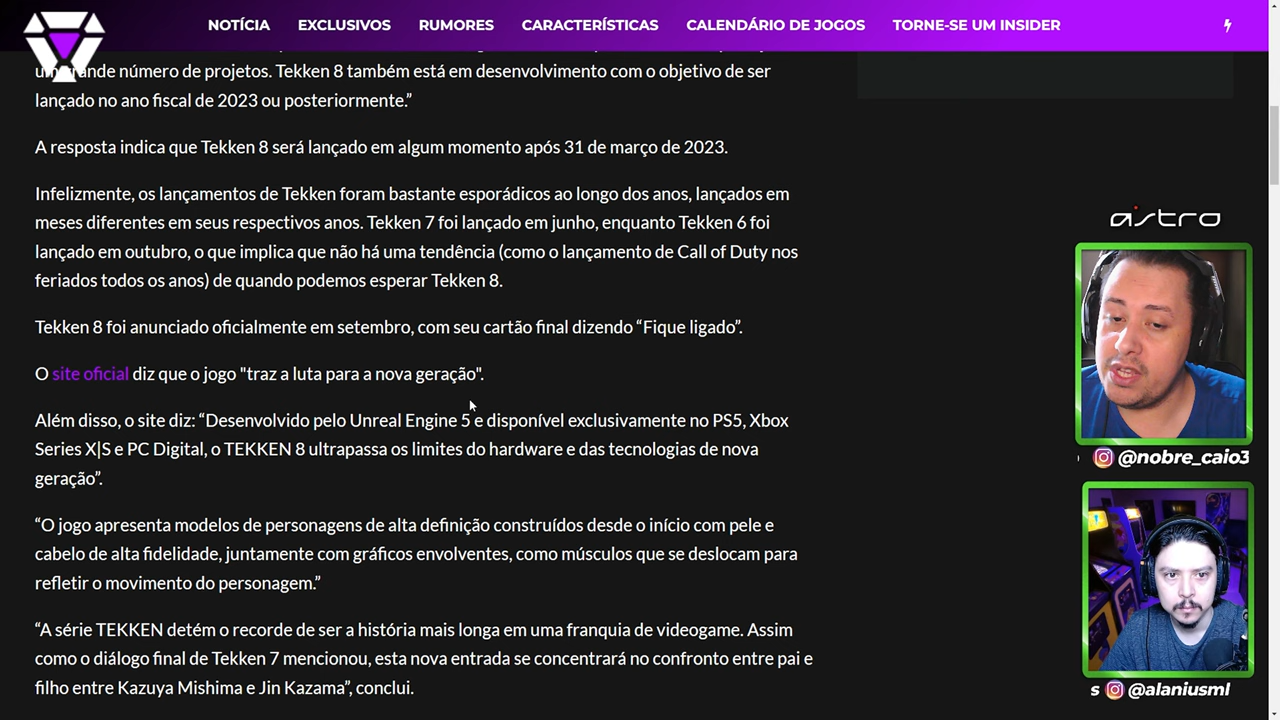 NOTÍCIA EXCLUSIVOS RUMORES CARACTERÍSTICAS CALENDÁRIO DE JOGOS TORNE-SE UM INSIDER
um grande número de projetos. Tekken 8 também está em desenvolvimento com o objetivo de ser
lançado no ano fiscal de 2023 ou posteriormente.”
A resposta indica que Tekken 8 será lançado em algum momento após 31 de março de 2023.
Infelizmente, os lançamentos de Tekken foram bastante esporádicos ao longo dos anos, lançados em
meses diferentes em seus respectivos anos. Tekken 7 foi lançado em junho, enquanto Tekken 6 foi
lançado em outubro, o que implica que não há uma tendência (como o lançamento de Call of Duty nos
feriados todos os anos) de quando podemos esperar Tekken 8.
Tekken 8 foi anunciado oficialmente em setembro, com seu cartão final dizendo “Fique ligado”.
O site oficial diz que o jogo "traz a luta para a nova geração".
Além disso, o site diz: “Desenvolvido pelo Unreal Engine 5 e disponível exclusivamente no PS5, Xbox
Series X|S e PC Digital, o TEKKEN 8 ultrapassa os limites do hardware e das tecnologias de nova
geração”.
“O jogo apresenta modelos de personagens de alta definição construídos desde o início com pele e
cabelo de alta fidelidade, juntamente com gráficos envolventes, como músculos que se deslocam para
refletir o movimento do personagem.”
“A série TEKKEN detém o recorde de ser a história mais longa em uma franquia de videogame. Assim
como o diálogo final de Tekken 7 mencionou, esta nova entrada se concentrará no confronto entre pai e
filho entre Kazuya Mishima e Jin Kazama”, conclui.
astro
@nobre_caio3
s @alaniusml